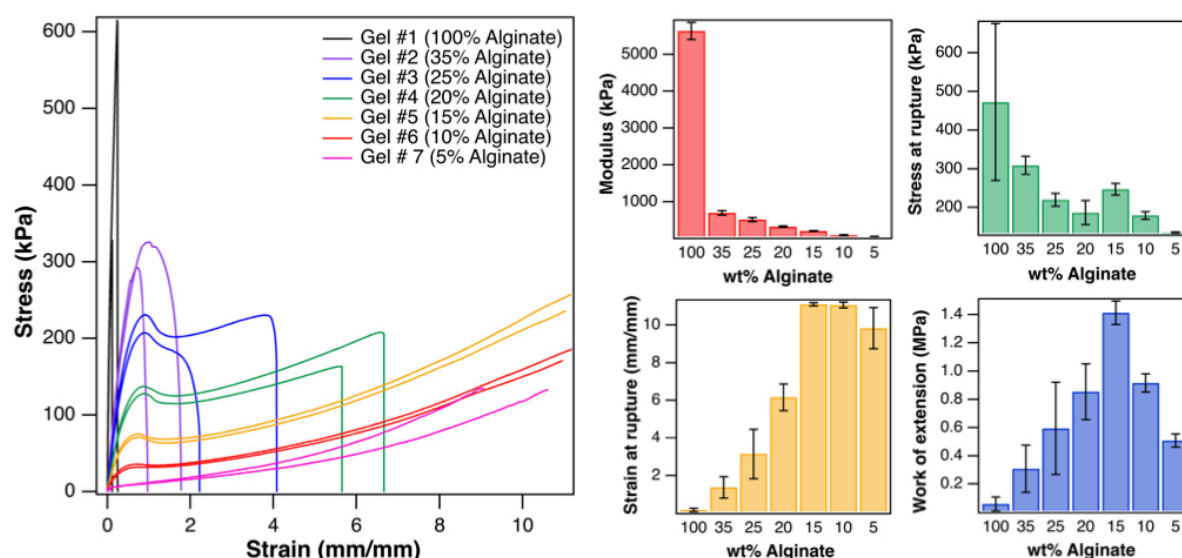 600
500
400
300
200
100
0
Stress (kPa)
0 2 4 6 8 10
Strain (mm/mm)
Gel #1 (100% Alginate)
Gel #2 (35% Alginate)
Gel #3 (25% Alginate)
Gel #4 (20% Alginate)
Gel #5 (15% Alginate)
Gel #6 (10% Alginate)
Gel # 7 (5% Alginate)
Modulus (kPa)
5000
4000
3000
2000
1000
100 35 25 20 15 10 5
wt% Alginate
Stress at rupture (kPa)
600
500
400
300
200
100 35 25 20 15 10 5
wt% Alginate
Strain at rupture (mm/mm)
10
8
6
4
2
100 35 25 20 15 10 5
wt% Alginate
Work of extension (MPa)
1.4
1.2
1.0
0.8
0.6
0.4
0.2
100 35 25 20 15 10 5
wt% Alginate